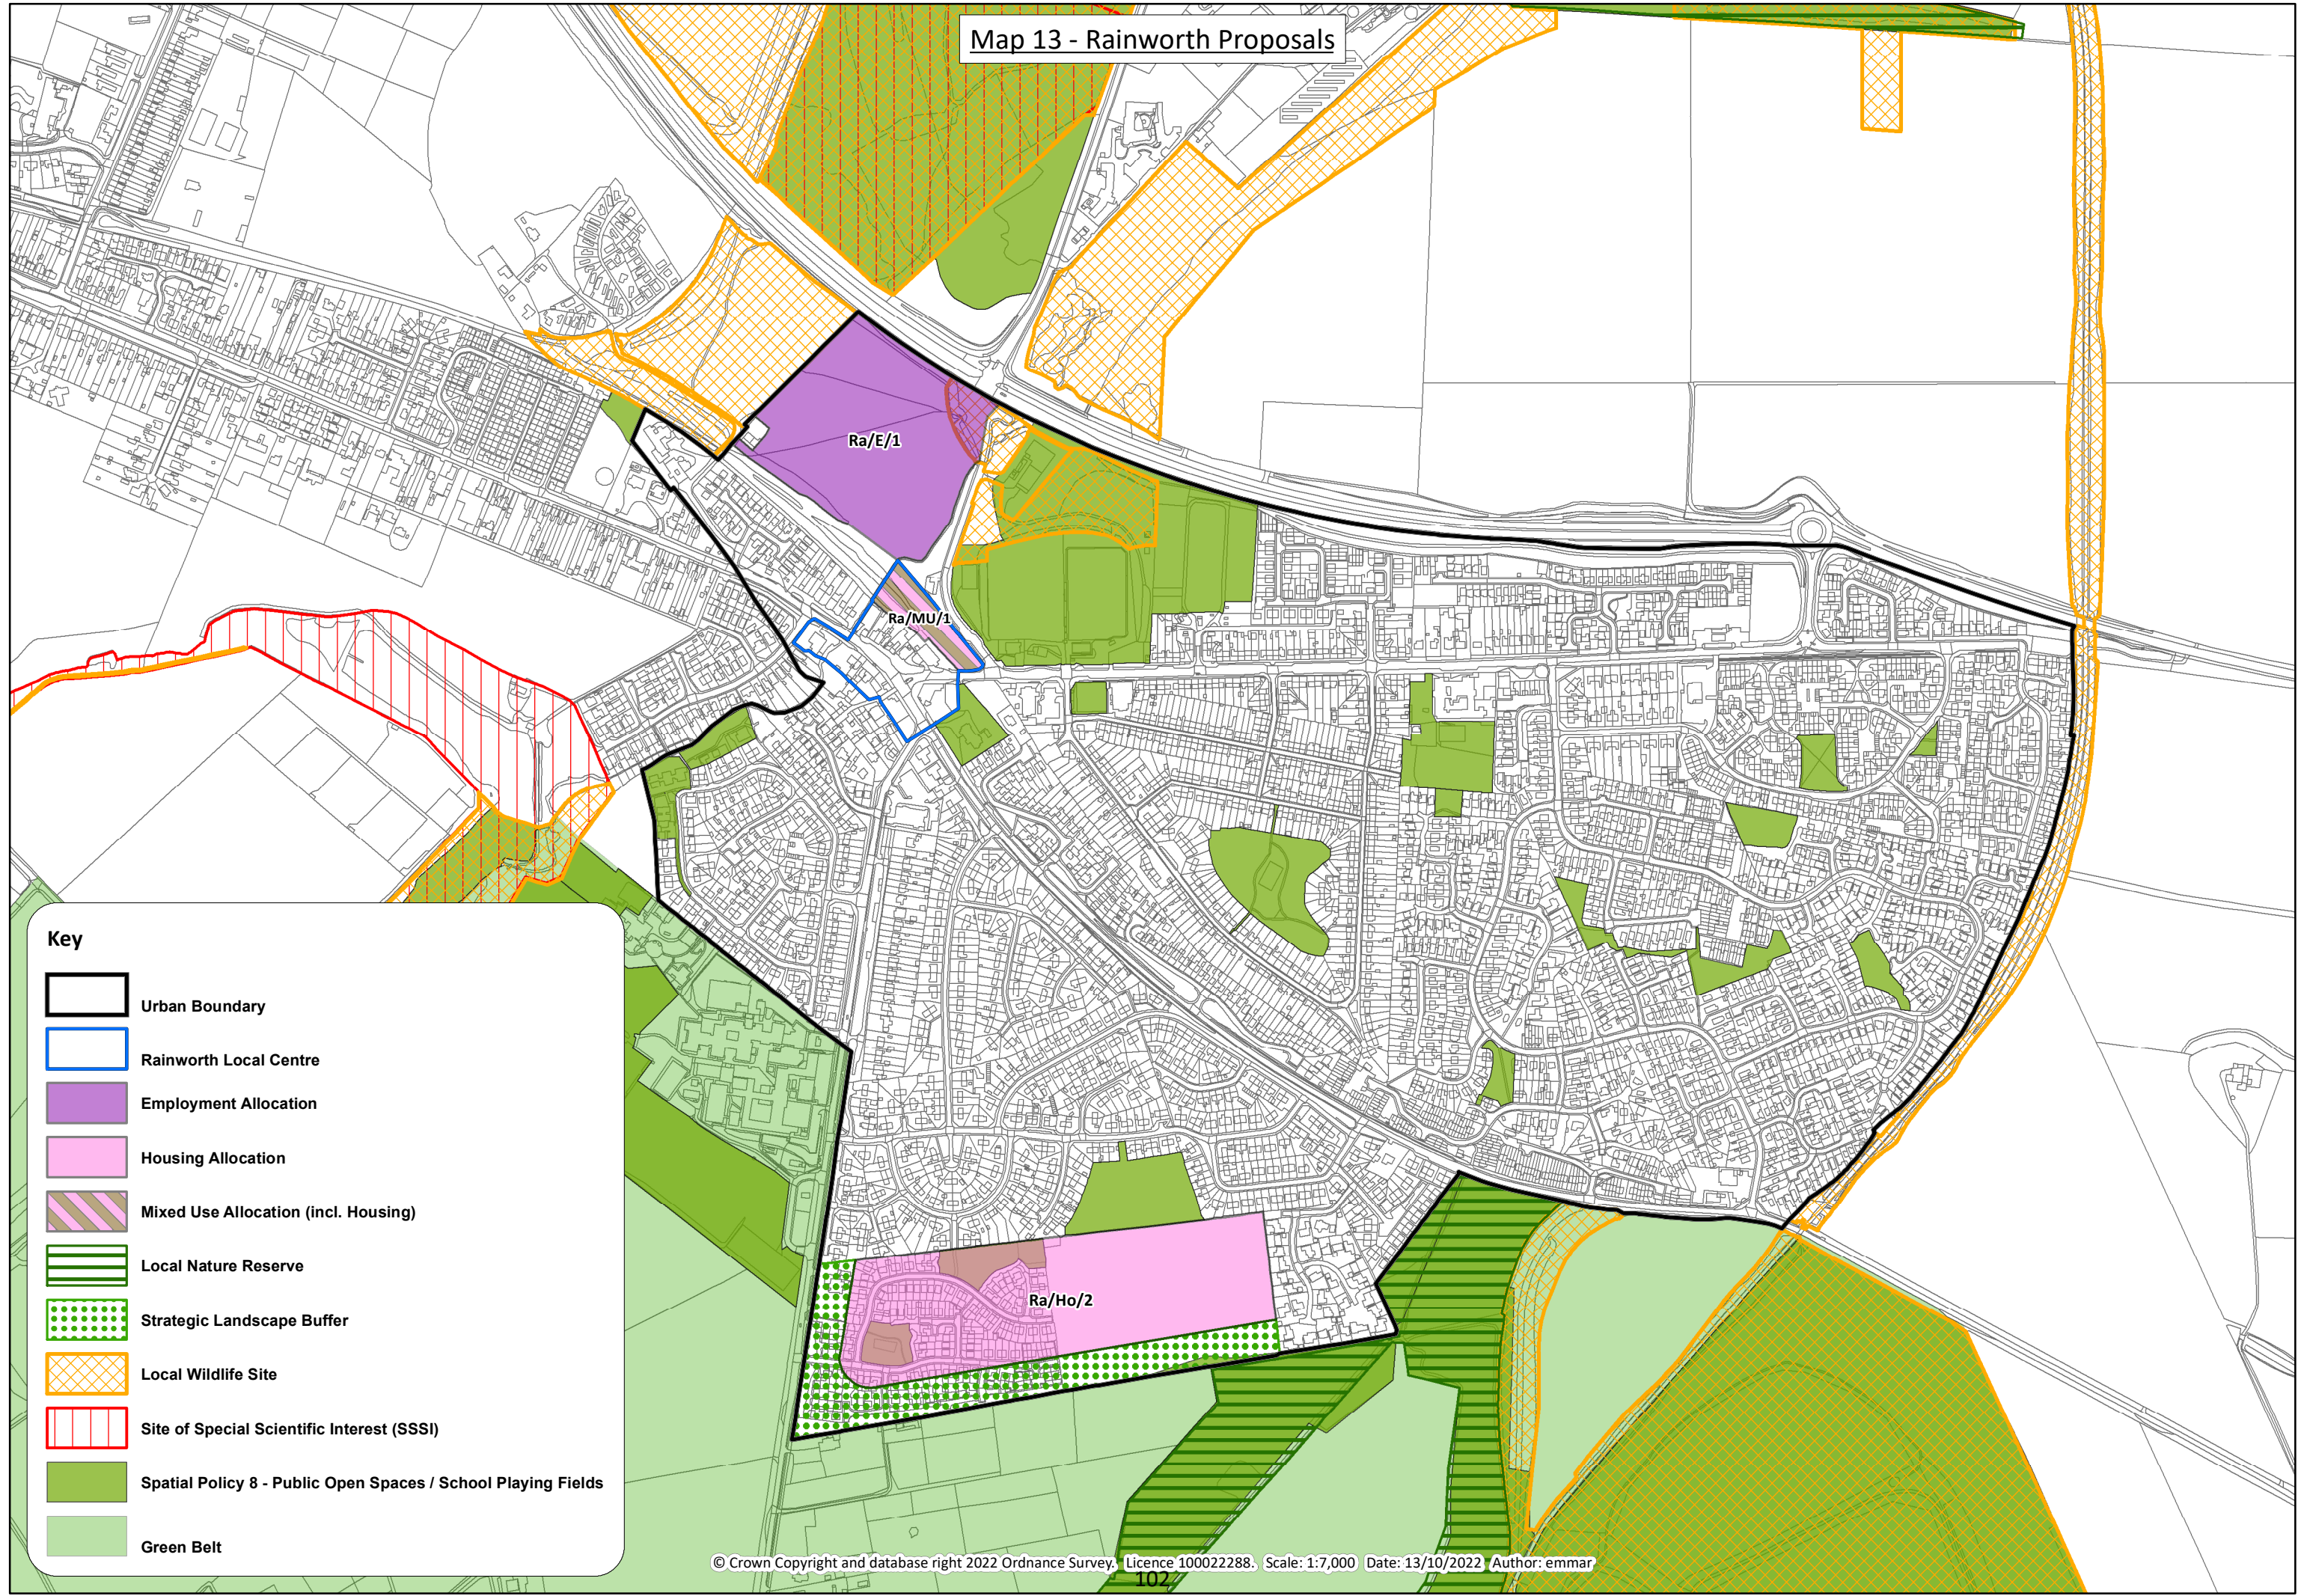 Map 13 - Rainworth Proposals
Ra/E/1
Ra/MU/1
Ra/Ho/2
Key
Urban Boundary
Rainworth Local Centre
Employment Allocation
Housing Allocation
Mixed Use Allocation (incl. Housing)
Local Nature Reserve
Strategic Landscape Buffer
Local Wildlife Site
Site of Special Scientific Interest (SSSI)
Spatial Policy 8 - Public Open Spaces / School Playing Fields
Green Belt
© Crown Copyright and database right 2022 Ordnance Survey. Licence 100022288. Scale: 1:7,000 Date: 13/10/2022 Author: emmar
102